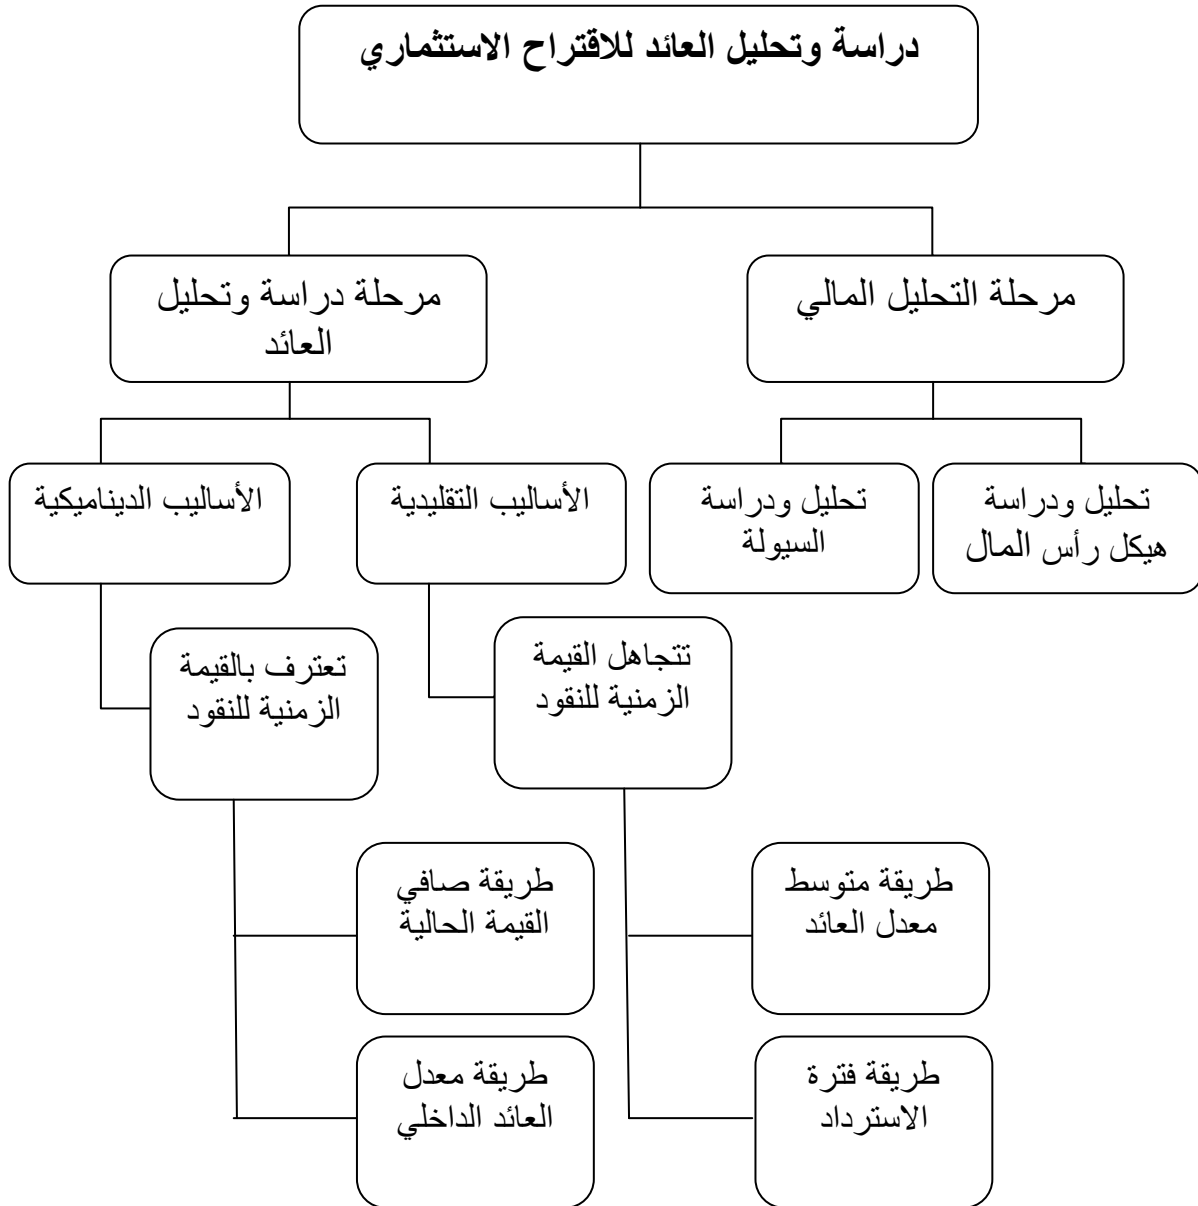 دراسة وتحليل العائد للاقتراح الاستثماري
مرحلة التحليل المالي
مرحلة دراسة وتحليل
العائد
تحليل ودراسة
هيكل رأس المال
تحليل ودراسة
السيولة
الأساليب التقليدية
الأساليب الديناميكية
تتجاهل القيمة
الزمنية للنقود
تعترف بالقيمة
الزمنية للنقود
طريقة متوسط
معدل العائد
طريقة صافي
القيمة الحالية
طريقة فترة
الاسترداد
طريقة معدل
العائد الداخلي